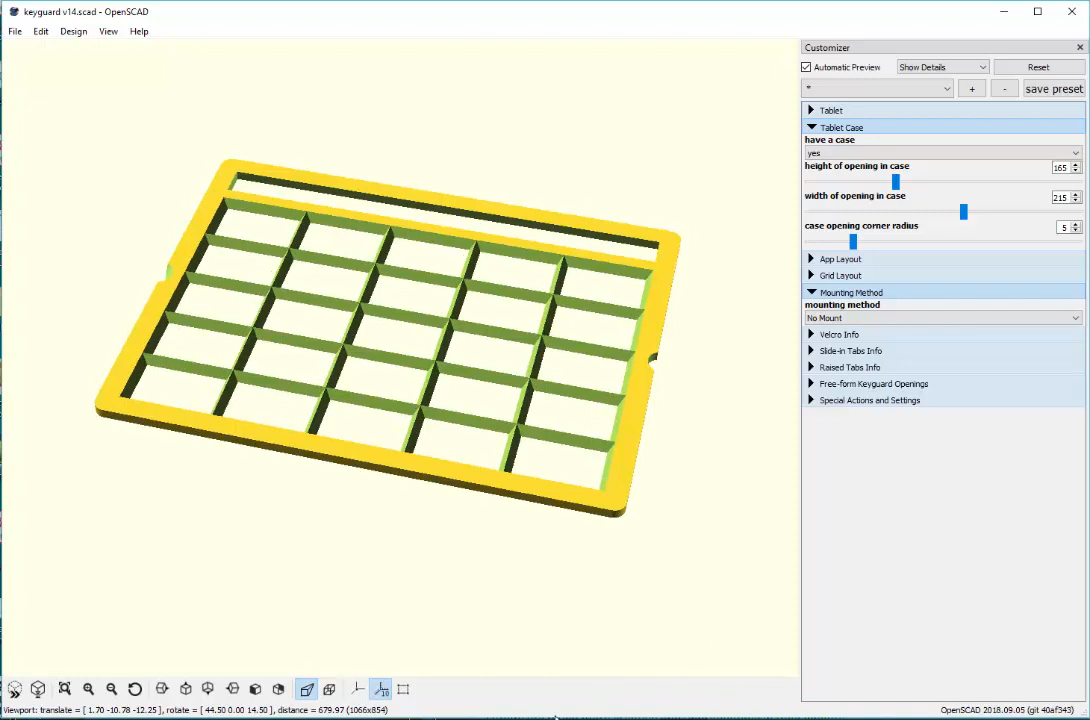 keyguard v14.scad - OpenSCAD
File Edit Design View Help
Customizer
Automatic Preview Show Details Reset
* + - save preset
Tablet
Tablet Case
have a case
yes
height of opening in case
165
width of opening in case
215
case opening corner radius
5
App Layout
Grid Layout
Mounting Method
mounting method
No Mount
Velcro Info
Slide-in Tabs Info
Raised Tabs Info
Free-form Keyguard Openings
Special Actions and Settings
10
Viewport: translate = [ 1.70 -10.78 -12.25 ], rotate = [ 44.50 0.00 14.50 ], distance = 679.97 (1066x854)
OpenSCAD 2018.09.05 (git 40af343)